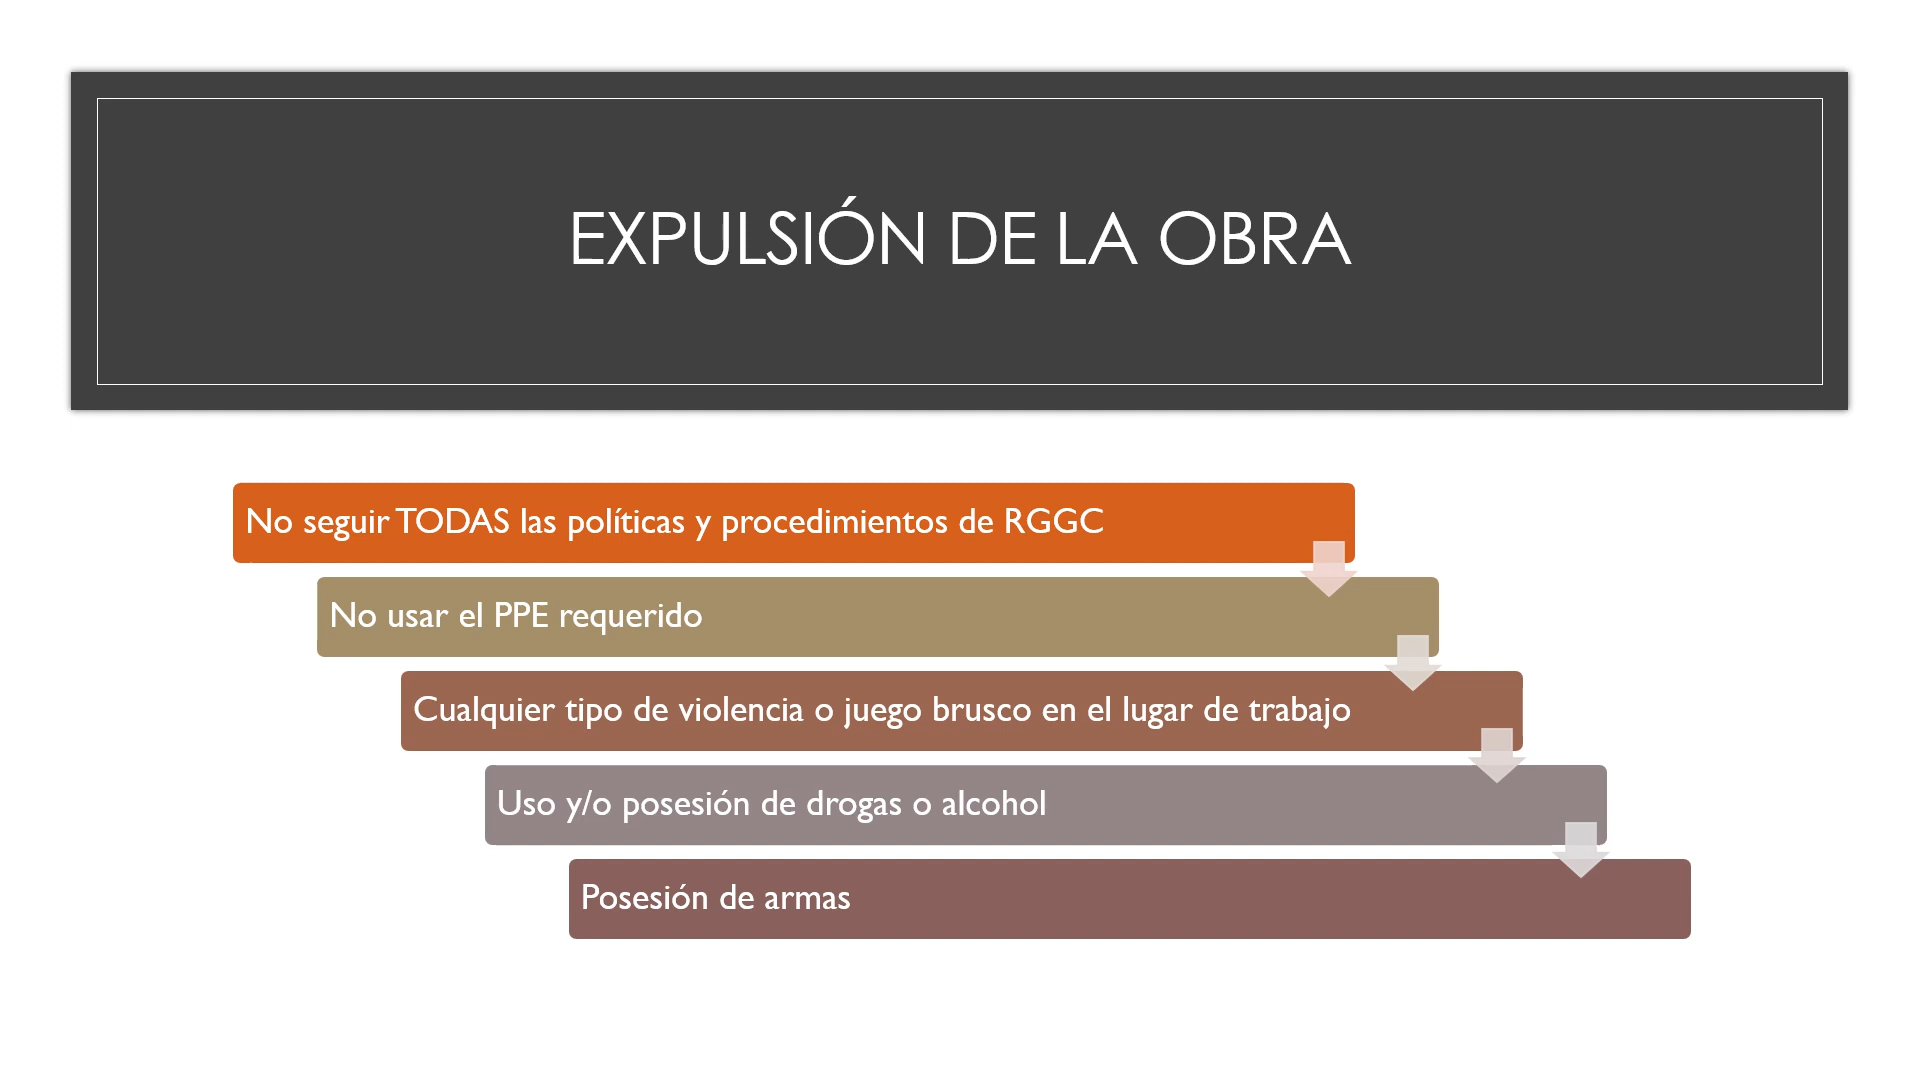 EXPULSIÓN DE LA OBRA
No seguir TODAS las políticas y procedimientos de RGGC
No usar el PPE requerido
Cualquier tipo de violencia o juego brusco en el lugar de trabajo
Uso y/o posesión de drogas o alcohol
Posesión de armas